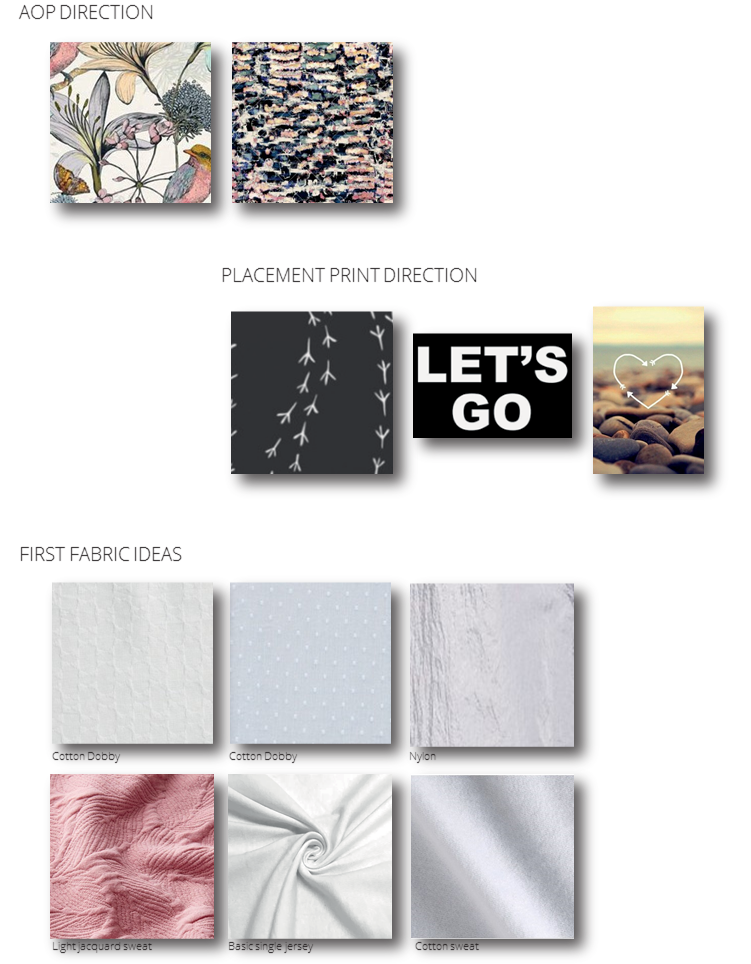 AOP DIRECTION
PLACEMENT PRINT DIRECTION
LET'S
GO
FIRST FABRIC IDEAS
Cotton Dobby
Cotton Dobby
Nylon
Light jacquard sweat
Basic single jersey
Cotton sweat